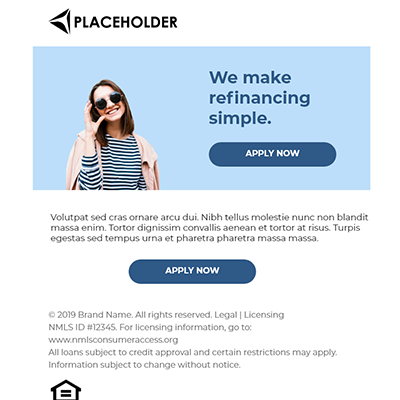 PLACEHOLDER
We make
refinancing
simple.
APPLY NOW
Volutpat sed cras ornare arcu dui. Nibh tellus molestie nunc non blandit
massa enim. Tortor dignissim convallis aenean et tortor at risus. Turpis
egestas sed tempus urna et pharetra pharetra massa massa.
APPLY NOW
© 2019 Brand Name. All rights reserved. Legal | Licensing
NMLS ID #12345. For licensing information, go to:
www.nmlsconsumeraccess.org
All loans subject to credit approval and certain restrictions may apply.
Information subject to change without notice.